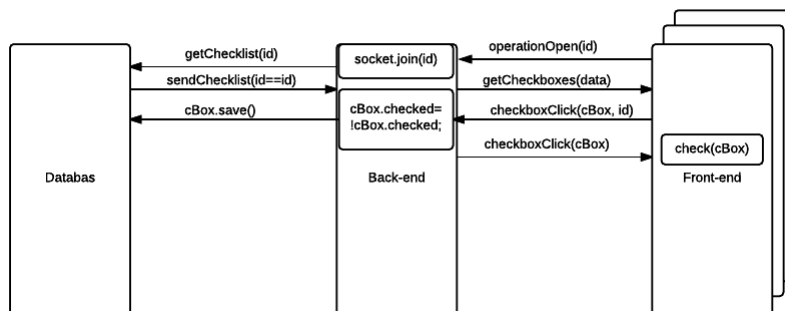 getChecklist(id)
socket.join(id)
operationOpen(id)
sendChecklist(id==id)
getCheckboxes(data)
cBox.save()
cBox.checked=
!cBox.checked;
checkboxClick(cBox, id)
checkboxClick(cBox)
check(cBox)
Databas
Back-end
Front-end